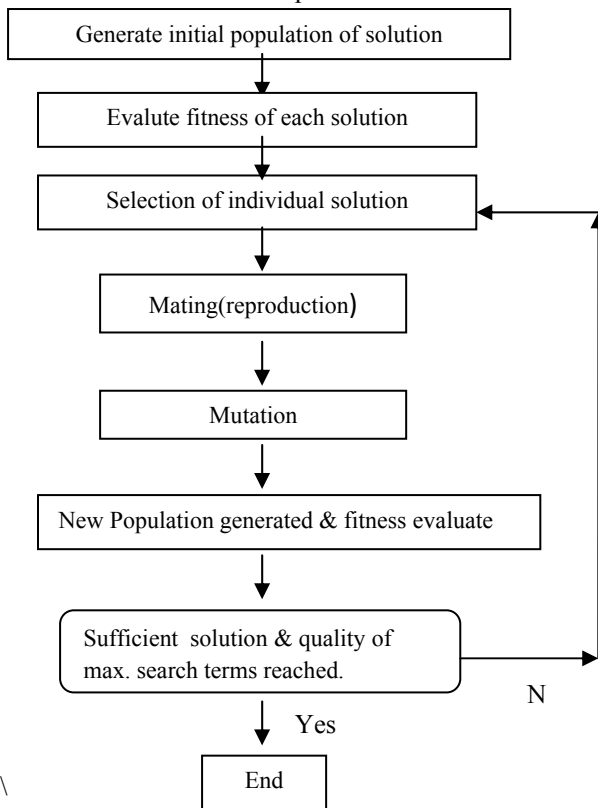 Generate initial population of solution
Evalute fitness of each solution
Selection of individual solution
Mating(reproduction)
Mutation
New Population generated & fitness evaluate
Sufficient solution & quality of
max. search terms reached.
N
Yes
End
\